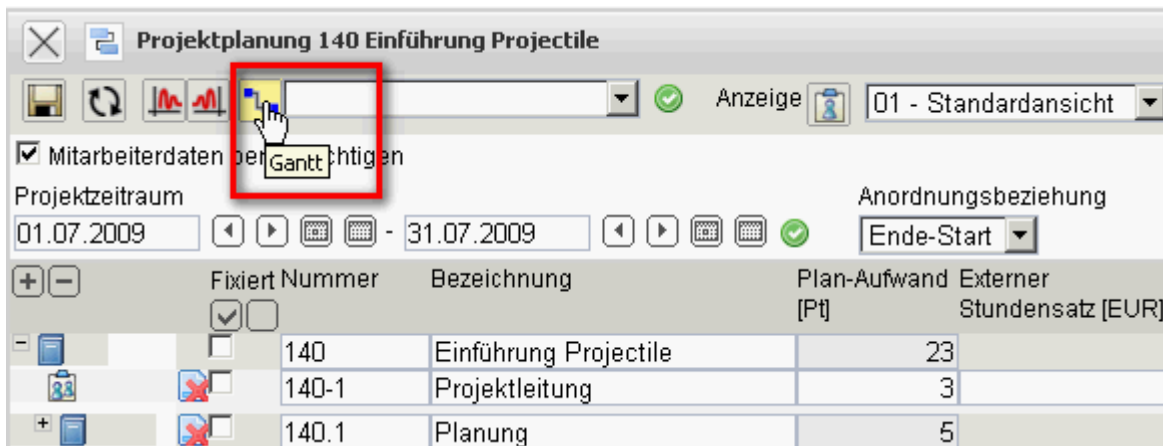 Projektplanung 140 Einführung Projectile
Anzeige 01 - Standardansicht
Mitarbeiterdaten
Gantt
Projektzeitraum Anordnungsbeziehung
01.07.2009 - 31.07.2009 Ende-Start
Fixiert Nummer Bezeichnung Plan-Aufwand Externer
[Pt] Stundensatz [EUR]
140 Einführung Projectile 23
140-1 Projektleitung 3
140.1 Planung 5